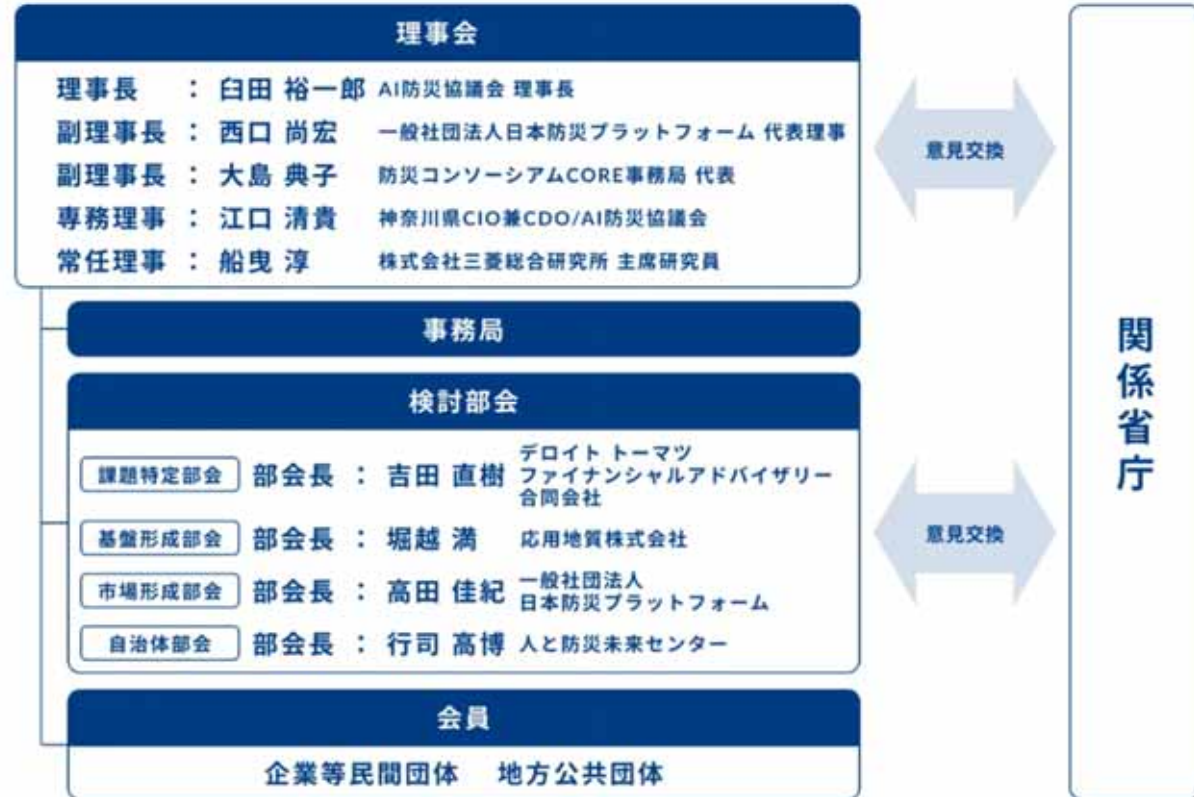 理事会
理事長 : 臼田 裕一郎 AI防災協議会 理事長
副理事長 : 西口 尚宏 一般社団法人日本防災プラットフォーム 代表理事
副理事長 : 大島 典子 防災コンソーシアムCORE事務局 代表
専務理事 : 江口 清貴 神奈川県CIO兼CDO/AI防災協議会
常任理事 : 船曳 淳 株式会社三菱総合研究所 主席研究員
意見交換
事務局
検討部会
課題特定部会 部会長 : 吉田 直樹 デロイト トーマツ
ファイナンシャルアドバイザリー
合同会社
基盤形成部会 部会長 : 堀越 満 応用地質株式会社
市場形成部会 部会長 : 高田 佳紀 一般社団法人
日本防災プラットフォーム
自治体部会 部会長 : 行司 高博 人と防災未来センター
意見交換
会員
企業等民間団体 地方公共団体
関係省庁